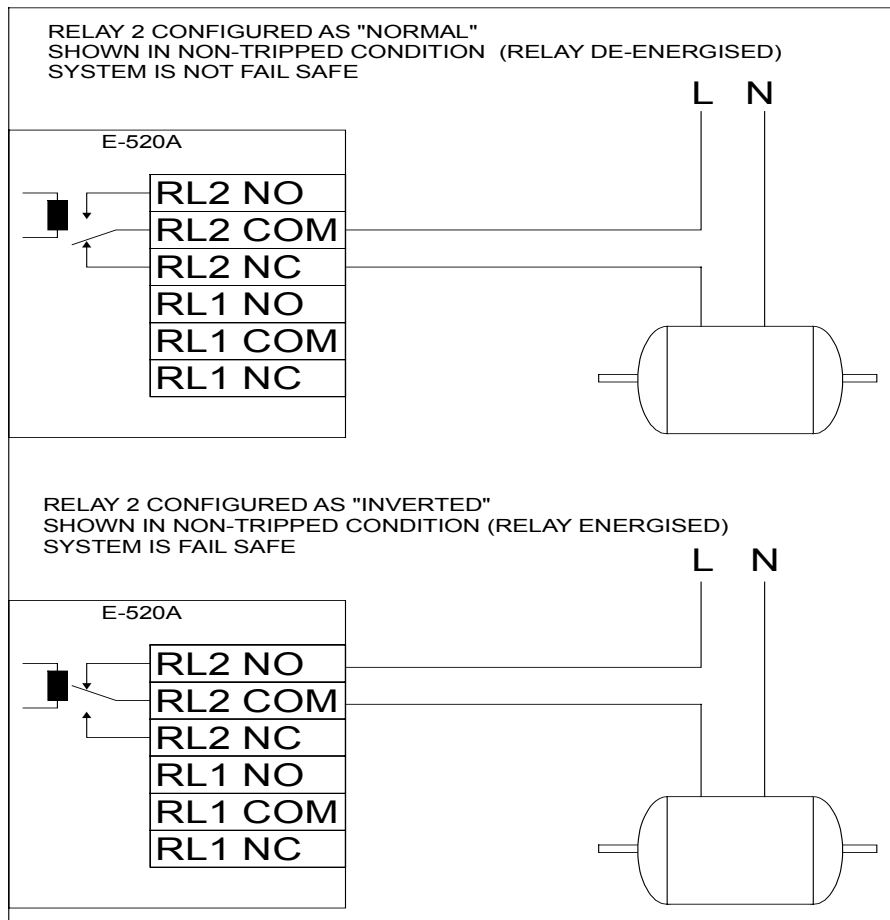 RELAY 2 CONFIGURED AS "NORMAL"
SHOWN IN NON-TRIPPED CONDITION (RELAY DE-ENERGISED)
SYSTEM IS NOT FAIL SAFE
L N
E-520A
RL2 NO
RL2 COM
RL2 NC
RL1 NO
RL1 COM
RL1 NC
RELAY 2 CONFIGURED AS "INVERTED"
SHOWN IN NON-TRIPPED CONDITION (RELAY ENERGISED)
SYSTEM IS FAIL SAFE
L N
E-520A
RL2 NO
RL2 COM
RL2 NC
RL1 NO
RL1 COM
RL1 NC